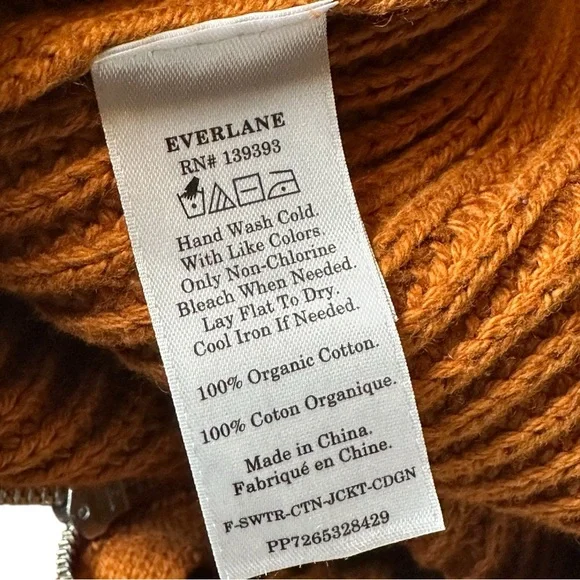 EVERLANE
RN# 139393
Hand Wash Cold.
With Like Colors.
Only Non-Chlorine
Bleach When Needed.
Lay Flat To Dry.
Cool Iron If Needed.
100% Organic Cotton.
100% Coton Organique.
Made in China.
Fabriqué en Chine.
F-SWTR-CTN-JCKT-CDGN
PP7265328429